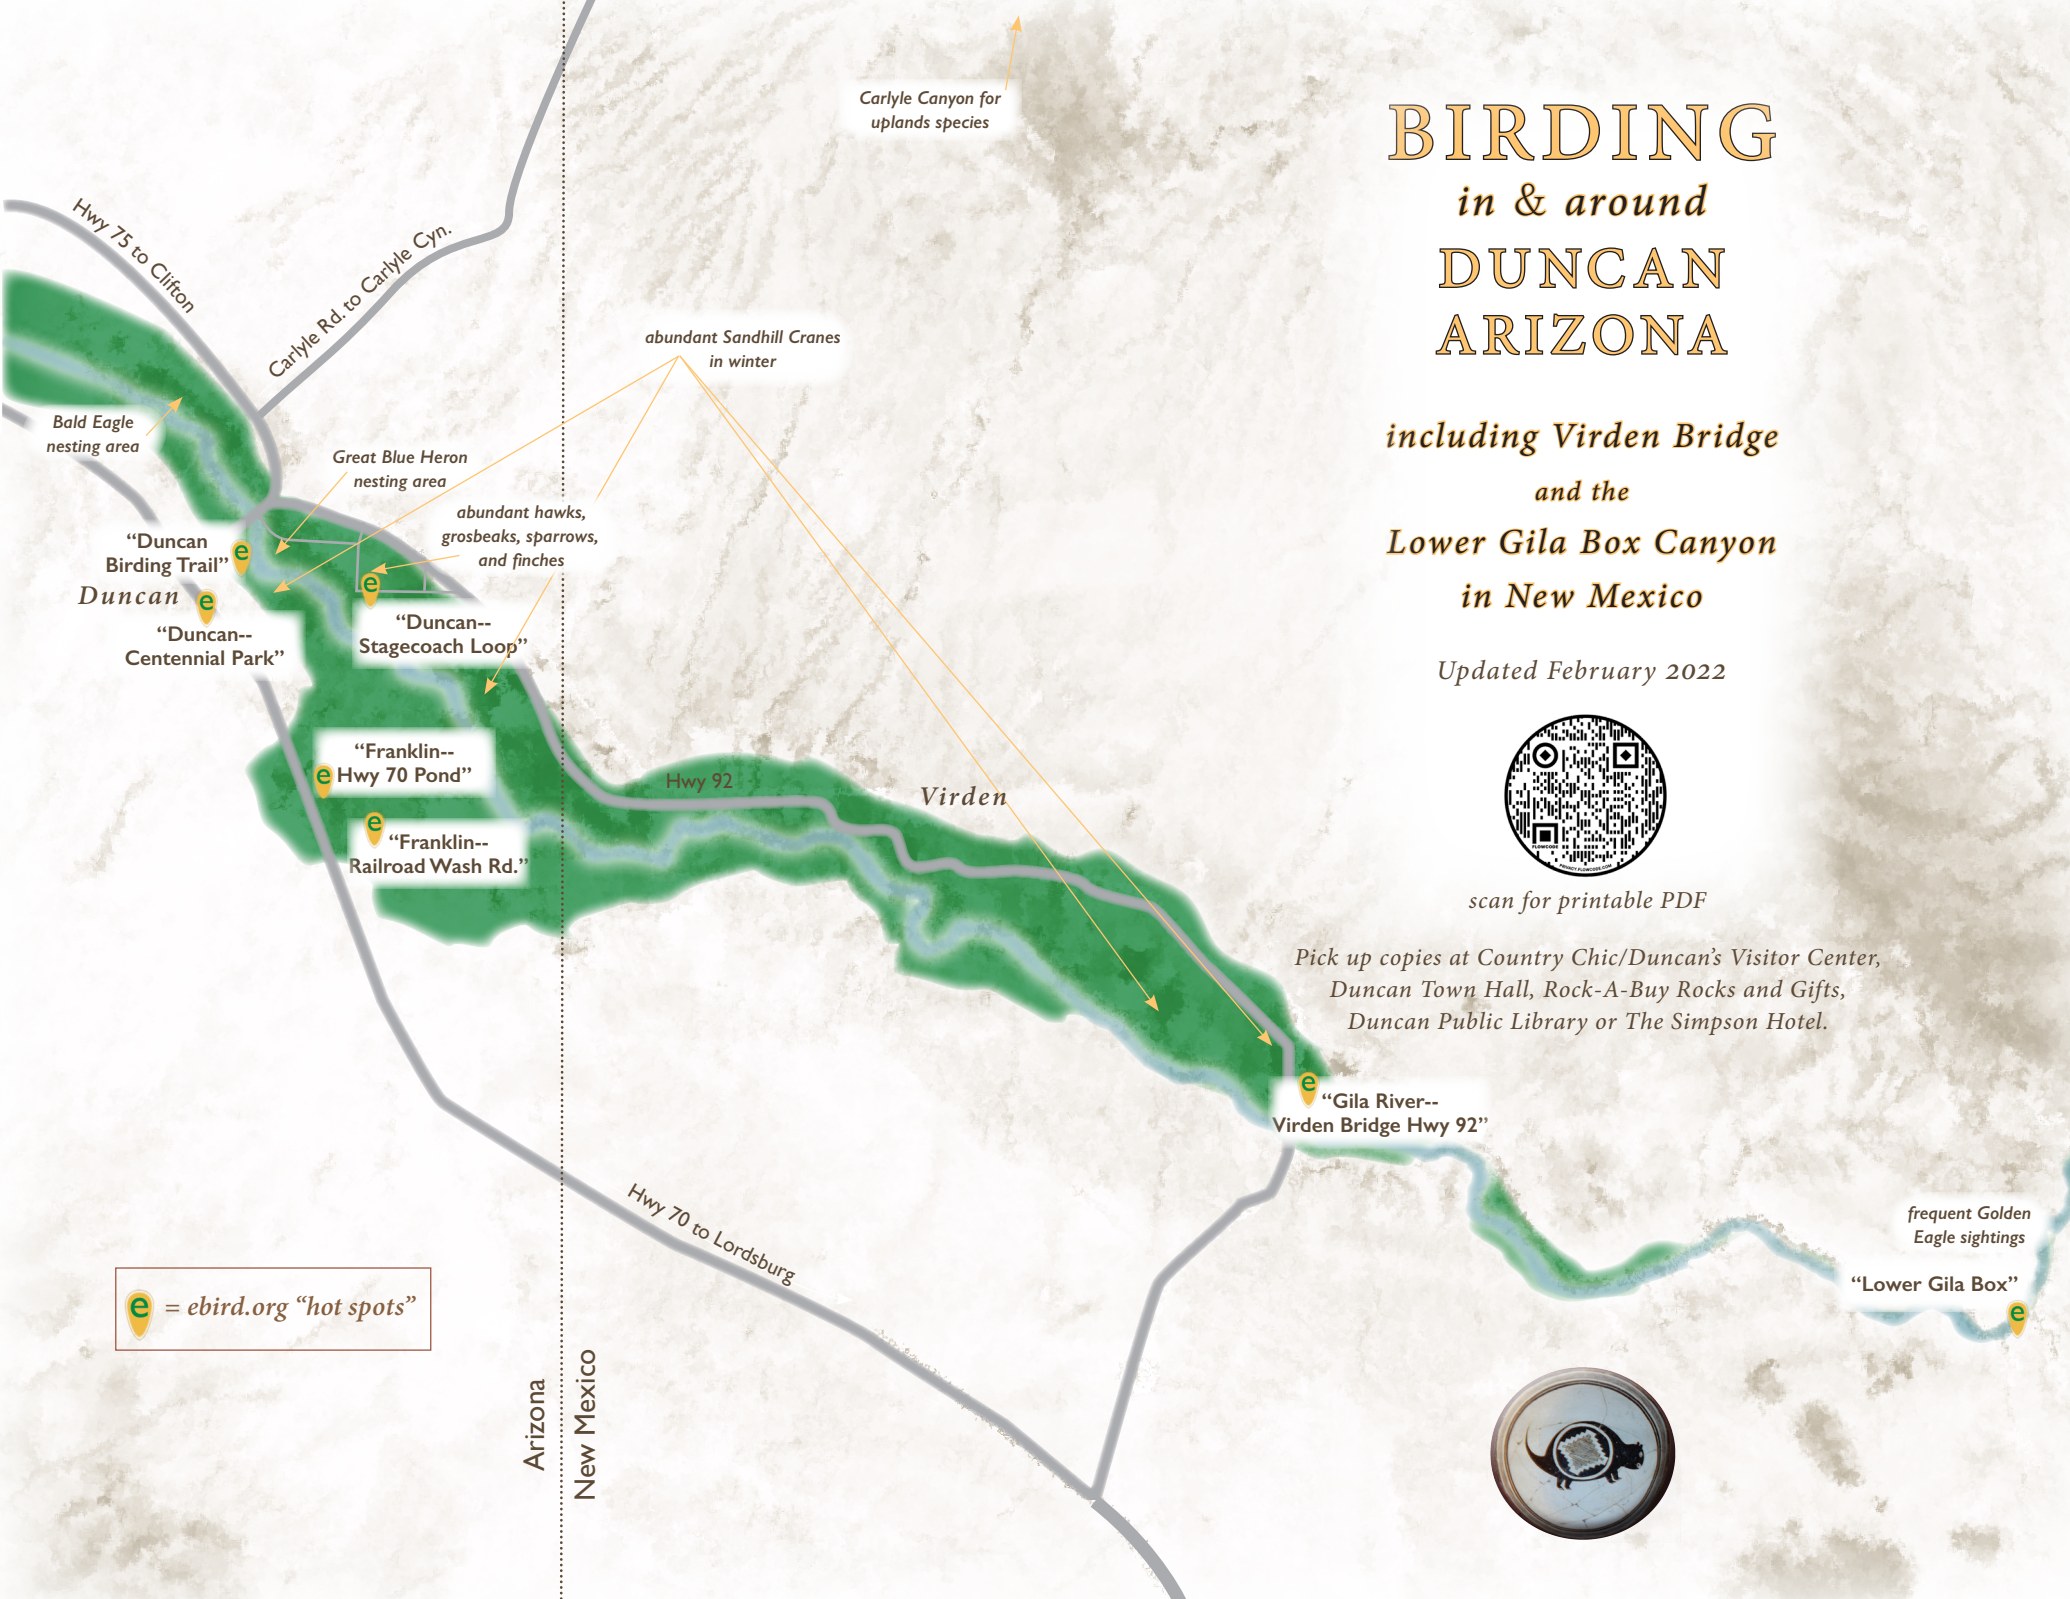 BIRDING
in & around
DUNCAN
ARIZONA
including Virden Bridge
and the
Lower Gila Box Canyon
in New Mexico
Updated February 2022
FLOWCODE
PRIVACY.FLOWCODE.COM
scan for printable PDF
Pick up copies at Country Chic/Duncan's Visitor Center,
Duncan Town Hall, Rock-A-Buy Rocks and Gifts,
Duncan Public Library or The Simpson Hotel.
Carlyle Canyon for
uplands species
Hwy 75 to Clifton
Carlyle Rd. to Carlyle Cyn.
abundant Sandhill Cranes
in winter
Bald Eagle
nesting area
Great Blue Heron
nesting area
abundant hawks,
grosbeaks, sparrows,
and finches
“Duncan
Birding Trail”
e
Duncan
e
“Duncan--
Centennial Park”
e
“Duncan--
Stagecoach Loop”
“Franklin--
e Hwy 70 Pond”
e
“Franklin--
Railroad Wash Rd.”
Hwy 92
Virden
e
“Gila River--
Virden Bridge Hwy 92”
Hwy 70 to Lordsburg
frequent Golden
Eagle sightings
“Lower Gila Box”
e
e = ebird.org “hot spots”
Arizona
New Mexico